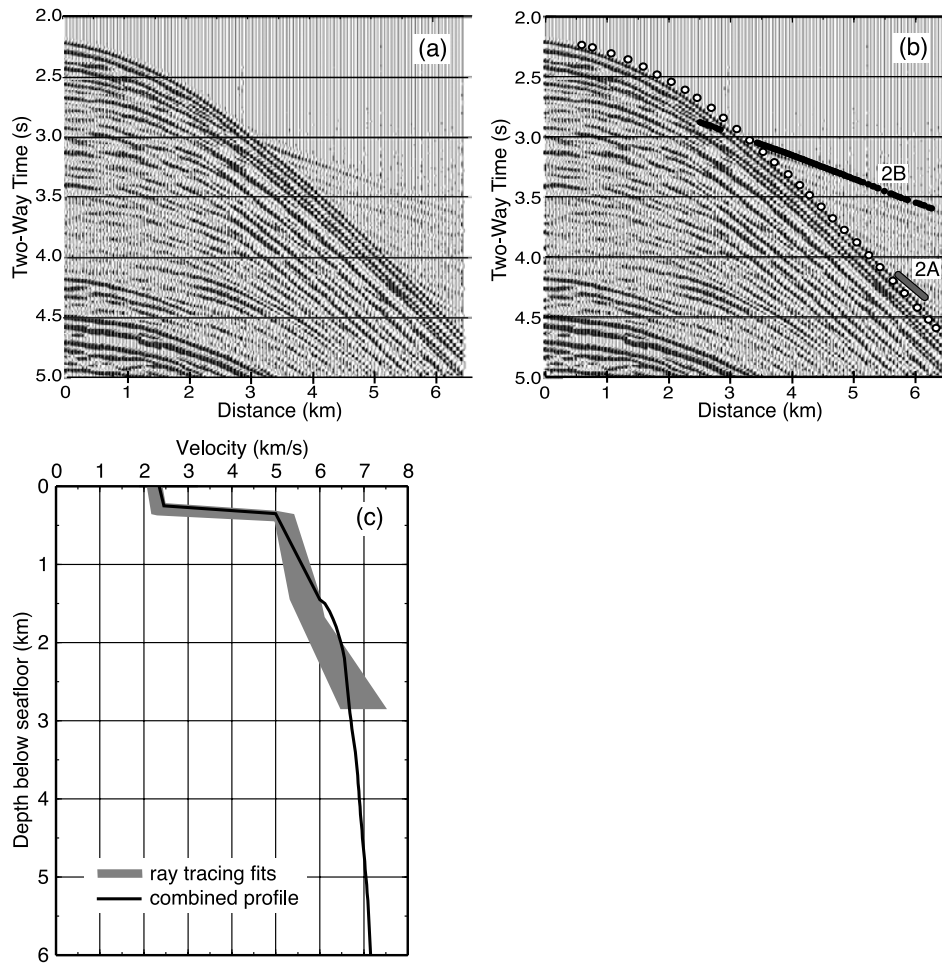 2.0
2.5
3.0
3.5
4.0
4.5
5.0
Two-Way Time (s)
(a)
0 1 2 3 4 5 6
Distance (km)
2.0
2.5
3.0
3.5
4.0
4.5
5.0
Two-Way Time (s)
(b)
2B
2A
0 1 2 3 4 5 6
Distance (km)
Velocity (km/s)
0 1 2 3 4 5 6 7 8
0
1
2
3
4
5
6
Depth below seafloor (km)
(c)
ray tracing fits
combined profile